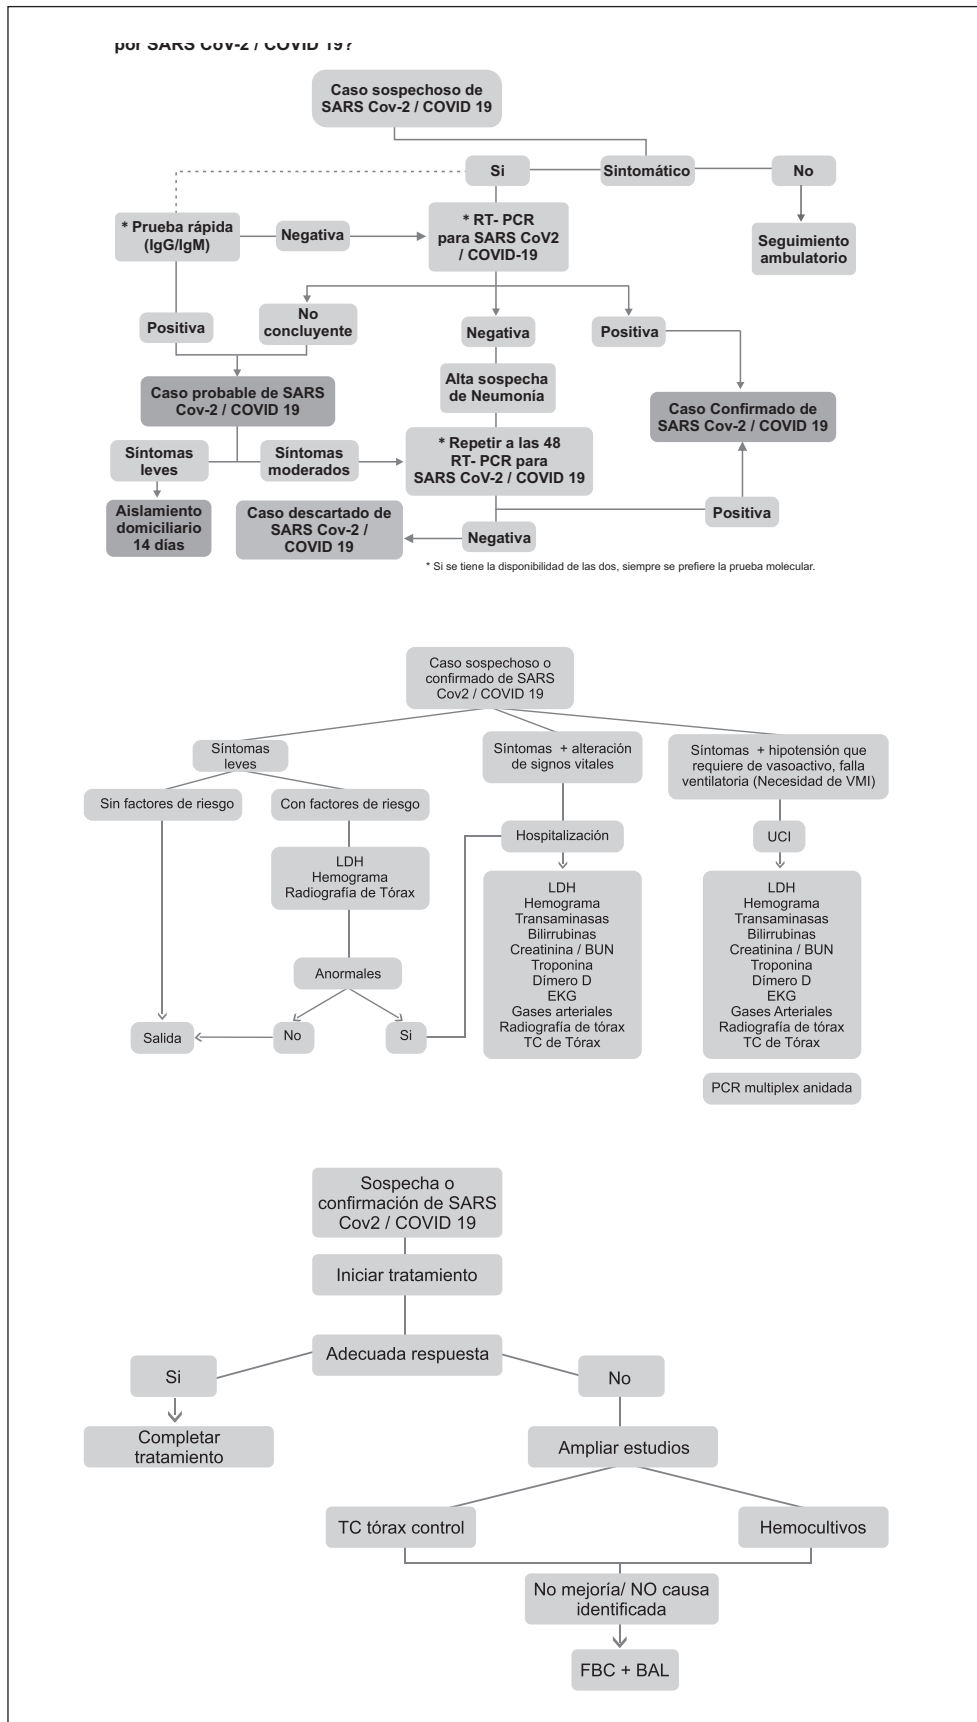 por SARS CoV-2 / COVID 19?
Caso sospechoso de
SARS Cov-2 / COVID 19
Si
Sintomático
No
* Prueba rápida
(IgG/IgM)
Negativa
* RT- PCR
para SARS CoV2
/ COVID-19
Seguimiento
ambulatorio
Positiva
No
concluyente
Negativa
Positiva
Caso probable de SARS
Cov-2 / COVID 19
Alta sospecha
de Neumonía
Caso Confirmado de
SARS Cov-2 / COVID 19
Síntomas
leves
Síntomas
moderados
* Repetir a las 48
RT- PCR para
SARS CoV-2 / COVID 19
Aislamiento
domiciliario
14 días
Caso descartado de
SARS Cov-2 /
COVID 19
Negativa
Positiva
* Si se tiene la disponibilidad de las dos, siempre se prefiere la prueba molecular.
Caso sospechoso o
confirmado de SARS
Cov2 / COVID 19
Síntomas
leves
Síntomas + alteración
de signos vitales
Síntomas + hipotensión que
requiere de vasoactivo, falla
ventilatoria (Necesidad de VMI)
Sin factores de riesgo
Con factores de riesgo
Hospitalización
UCI
LDH
Hemograma
Radiografía de Tórax
LDH
Hemograma
Transaminasas
Bilirrubinas
Creatinina / BUN
Troponina
Dímero D
EKG
Gases arteriales
Radiografía de tórax
TC de Tórax
LDH
Hemograma
Transaminasas
Bilirrubinas
Creatinina / BUN
Troponina
Dímero D
EKG
Gases Arteriales
Radiografía de tórax
TC de Tórax
Anormales
Salida
No
Si
PCR multiplex anidada
Sospecha o
confirmación de SARS
Cov2 / COVID 19
Iniciar tratamiento
Adecuada respuesta
Si
No
Completar
tratamiento
Ampliar estudios
TC tórax control
Hemocultivos
No mejoría/ NO causa
identificada
FBC + BAL